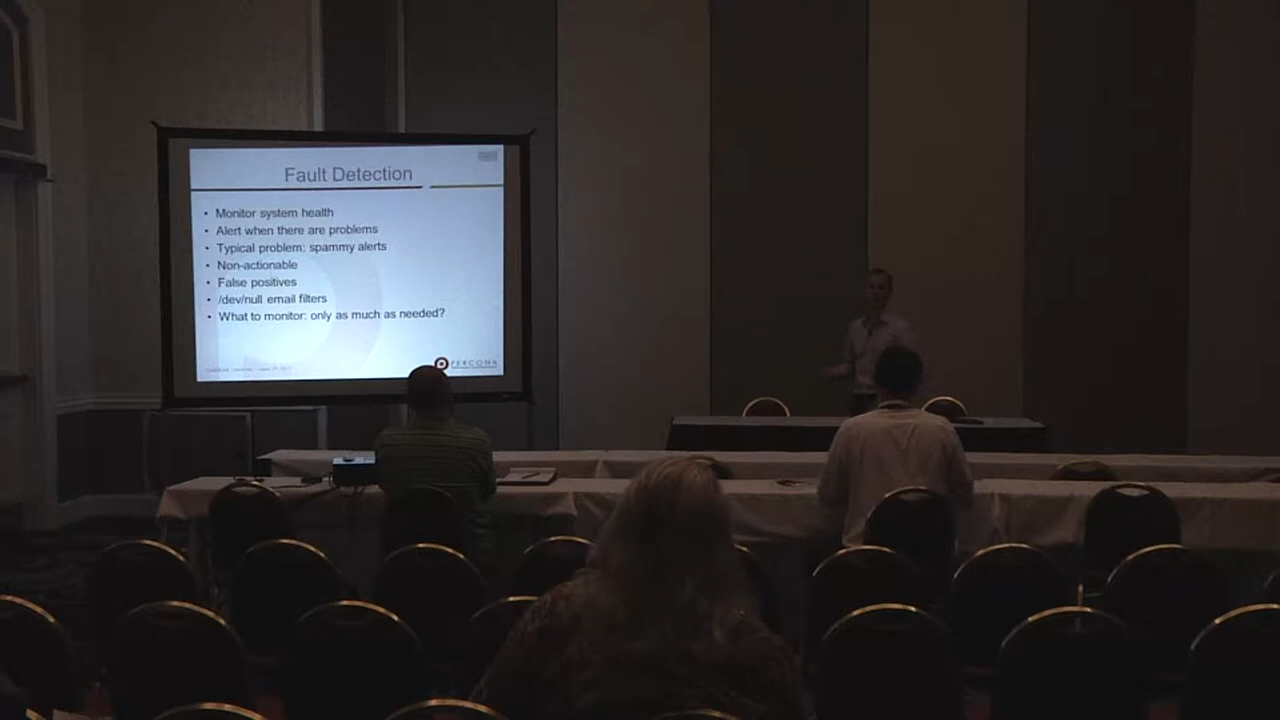 Fault Detection
• Monitor system health
• Alert when there are problems
• Typical problem: spammy alerts
• Non-actionable
• False positives
• /dev/null email filters
• What to monitor: only as much as needed?
PERCONA